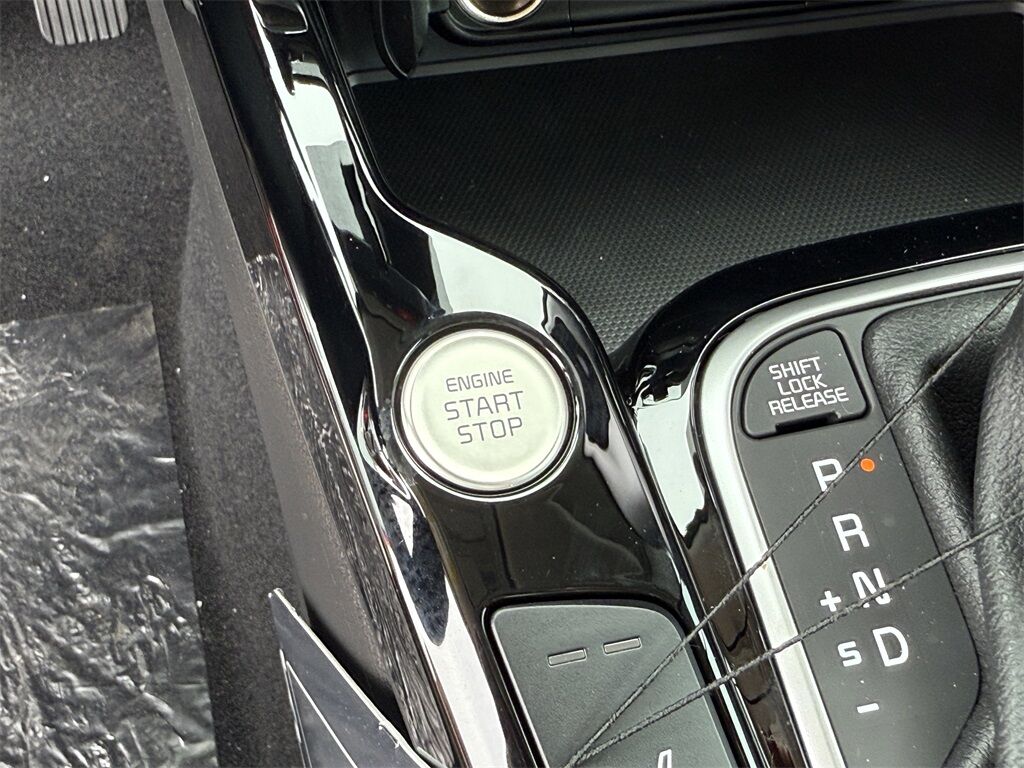 ENGINE
START
STOP
SHIFT
LOCK
RELEASE
P
R
+ N
S D
-